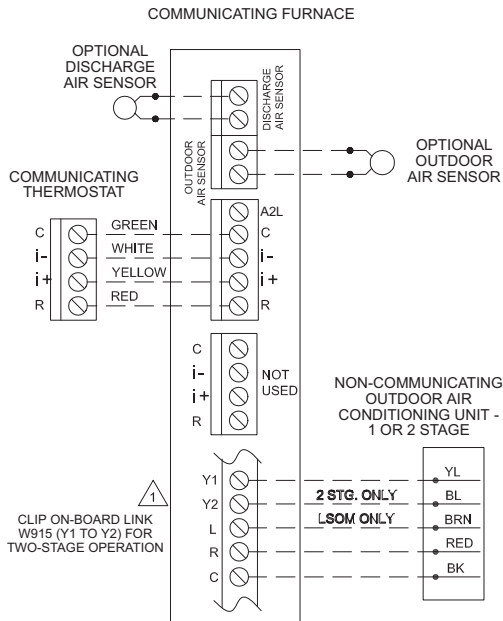 COMMUNICATING FURNACE
OPTIONAL
DISCHARGE
AIR SENSOR
DISCHARGE
AIR SENSOR
OUTDOOR
AIR SENSOR
OPTIONAL
OUTDOOR
AIR SENSOR
COMMUNICATING
THERMOSTAT
A2L
C GREEN C
i- WHITE i-
i+ YELLOW i+
R RED R
C
i-
i+
R
NOT
USED
NON-COMMUNICATING
OUTDOOR AIR
CONDITIONING UNIT -
1 OR 2 STAGE
1
CLIP ON-BOARD LINK
W915 (Y1 TO Y2) FOR
TWO-STAGE OPERATION
Y1 YL
Y2 2 STG. ONLY BL
L LSOM ONLY BRN
R RED
C BK